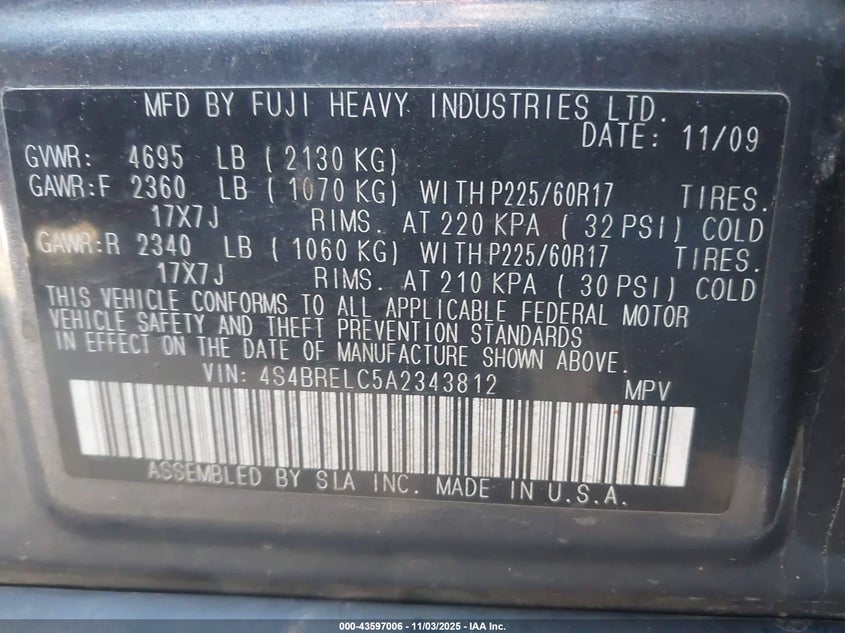 MFD BY FUJI HEAVY INDUSTRIES LTD.
DATE: 11/09
GVWR: 4695 LB ( 2130 KG)
GAWR:F 2360 LB ( 1070 KG) WITH P225/60R17 TIRES.
17X7J RIMS. AT 220 KPA ( 32 PSI) COLD
GAWR:R 2340 LB ( 1060 KG) WITH P225/60R17 TIRES.
17X7J RIMS. AT 210 KPA ( 30 PSI) COLD
THIS VEHICLE CONFORMS TO ALL APPLICABLE FEDERAL MOTOR
VEHICLE SAFETY AND THEFT PREVENTION STANDARDS
IN EFFECT ON THE DATE OF MANUFACTURE SHOWN ABOVE.
VIN: 4S4BRELC5A2343812 MPV
ASSEMBLED BY SIA INC. MADE IN U.S.A.
000-43597006 - 11/03/2025 - IAA Inc.